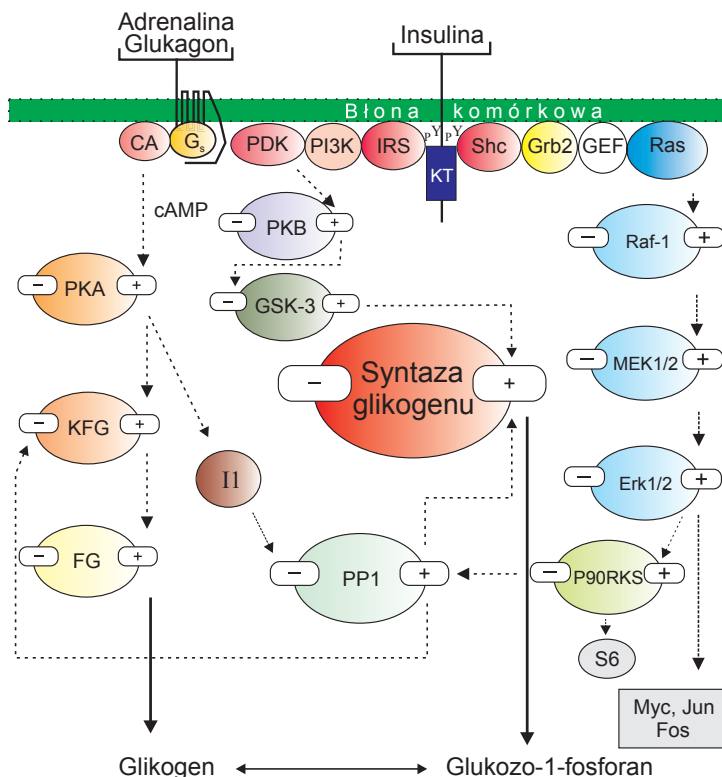 Adrenalina
Glukagon
Insulina
Błona komórkowa
CA
Gs
PDK
PI3K
IRS
PY
PY
KT
Shc
Grb2
GEF
Ras
cAMP
− PKB +
− Raf-1 +
− PKA +
− GSK-3 +
− Syntaza glikogenu +
− MEK1/2 +
− KFG +
I1
− Erk1/2 +
− FG +
− PP1 +
− P90RKS +
S6
Myc, Jun
Fos
Glikogen
Glukozo-1-fosforan